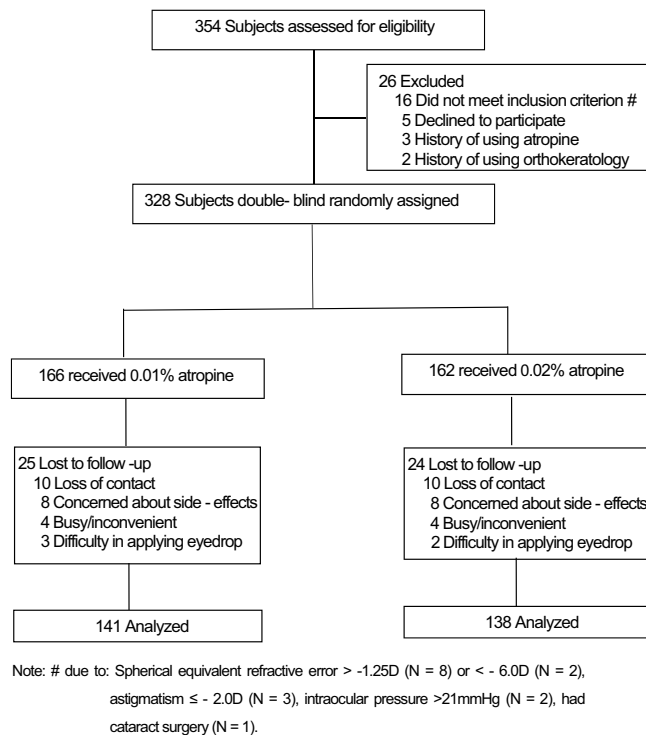 354 Subjects assessed for eligibility
26 Excluded
16 Did not meet inclusion criterion #
5 Declined to participate
3 History of using atropine
2 History of using orthokeratology
328 Subjects double- blind randomly assigned
166 received 0.01% atropine
162 received 0.02% atropine
25 Lost to follow -up
10 Loss of contact
8 Concerned about side - effects
4 Busy/inconvenient
3 Difficulty in applying eyedrop
24 Lost to follow -up
10 Loss of contact
8 Concerned about side - effects
4 Busy/inconvenient
2 Difficulty in applying eyedrop
141 Analyzed
138 Analyzed
Note: # due to: Spherical equivalent refractive error > -1.25D (N = 8) or < - 6.0D (N = 2),
astigmatism ≤ - 2.0D (N = 3), intraocular pressure >21mmHg (N = 2), had
cataract surgery (N = 1).